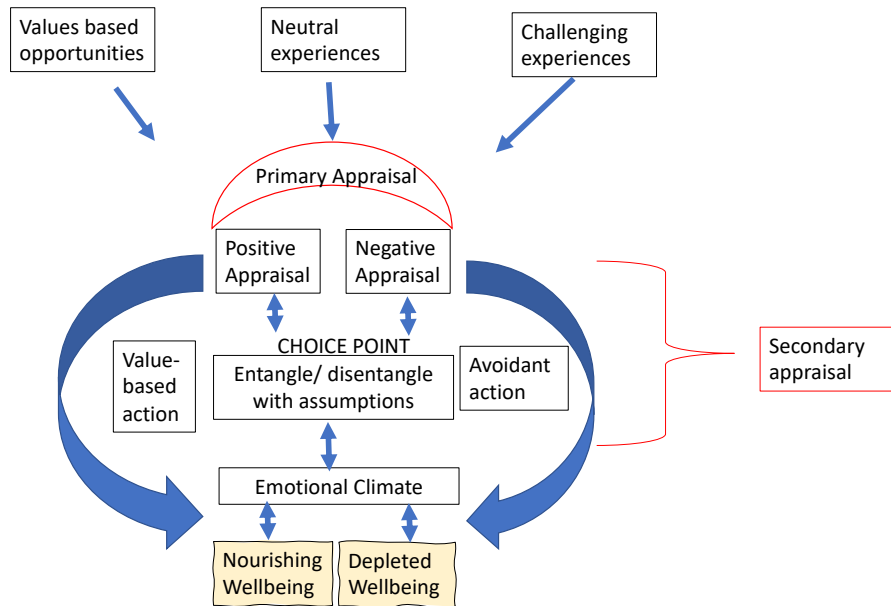 Values based
opportunities
Neutral
experiences
Challenging
experiences
Primary Appraisal
Positive
Appraisal
Negative
Appraisal
CHOICE POINT
Entangle/ disentangle
with assumptions
Value-
based
action
Avoidant
action
Secondary
appraisal
Emotional Climate
Nourishing
Wellbeing
Depleted
Wellbeing